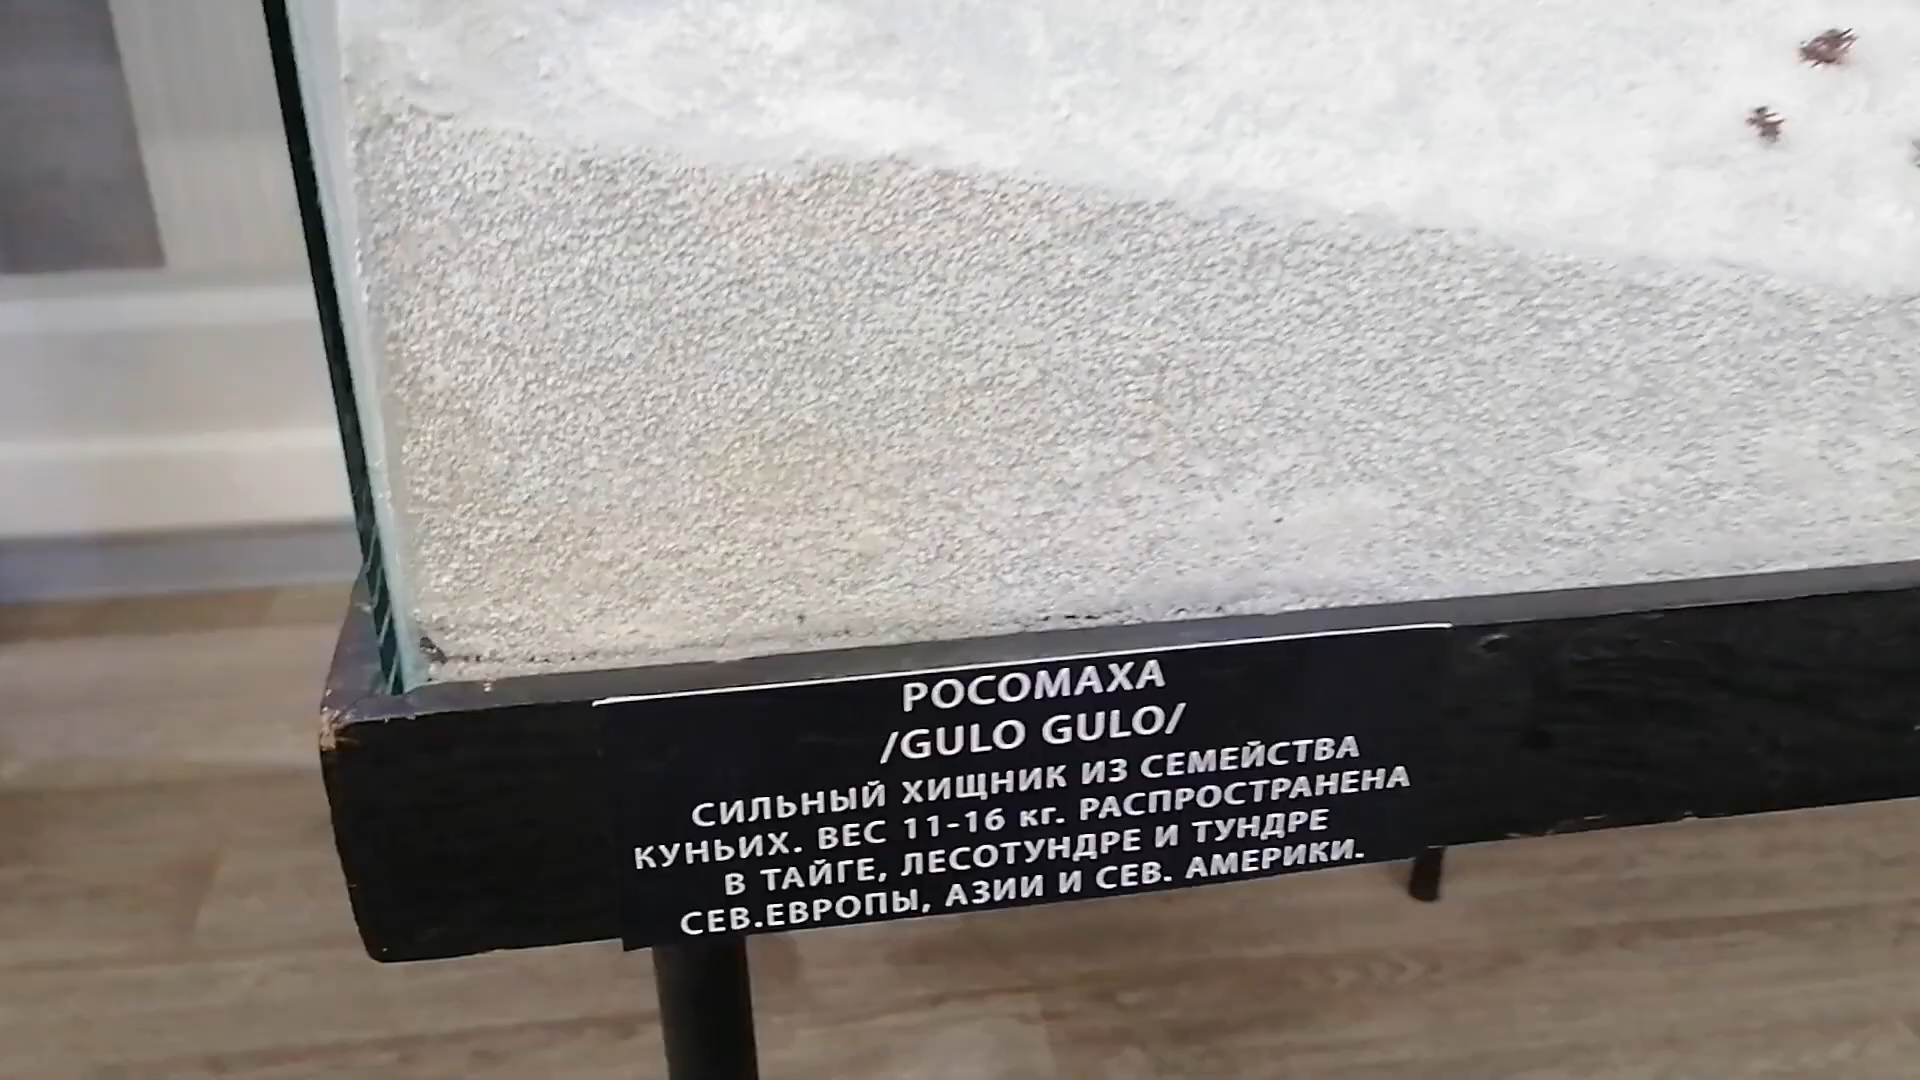 РОСОМАХА
/GULO GULO/
СИЛЬНЫЙ ХИЩНИК ИЗ СЕМЕЙСТВА
КУНЬИХ. ВЕС 11-16 кг. РАСПРОСТРАНЕНА
В ТАЙГЕ, ЛЕСОТУНДРЕ И ТУНДРЕ
СЕВ.ЕВРОПЫ, АЗИИ И СЕВ. АМЕРИКИ.